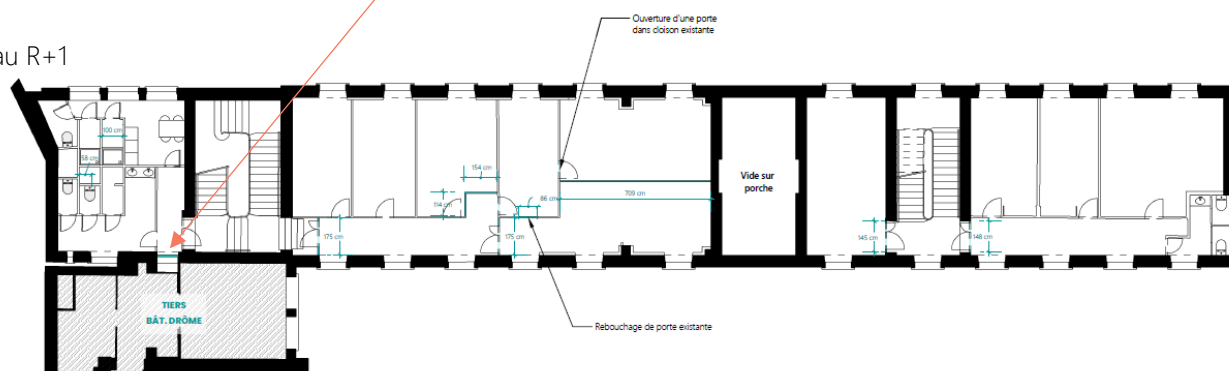 Ouverture d'une porte
dans cloison existante
au R+1
100 cm
58 cm
154 cm
114 cm
86 cm
709 cm
175 cm
175 cm
Vide sur
porche
145 cm
148 cm
TIERS
BÂT. DRÔME
Rebouchage de porte existante